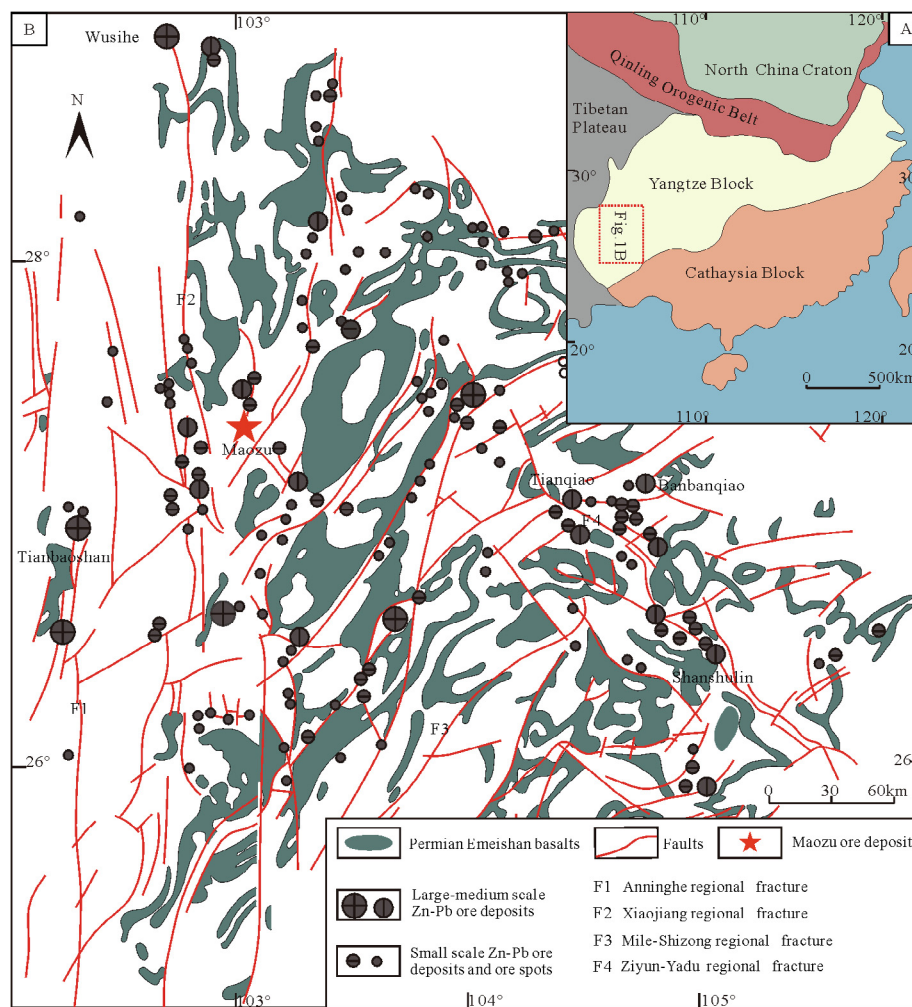 B
103°
110°
120°
A
Wusihe
N
North China Craton
Qinling Orogenic Belt
Tibetan
Plateau
30°
30
Yangtze Block
Fig 1B
28°
Cathaysia Block
F2
20°
20
0 500km
110°
120°
Maozu
Tianqiao
Banbanqiao
F4
Tianbaoshan
Shanshulin
F1
F3
26°
26
0 30 60km
Permian Emeishan basalts
Faults
Maozu ore deposit
Large-medium scale
Zn-Pb ore deposits
Small scale Zn-Pb ore
deposits and ore spots
F1 Anninghe regional fracture
F2 Xiaojiang regional fracture
F3 Mile-Shizong regional fracture
F4 Ziyun-Yadu regional fracture
103°
104°
105°